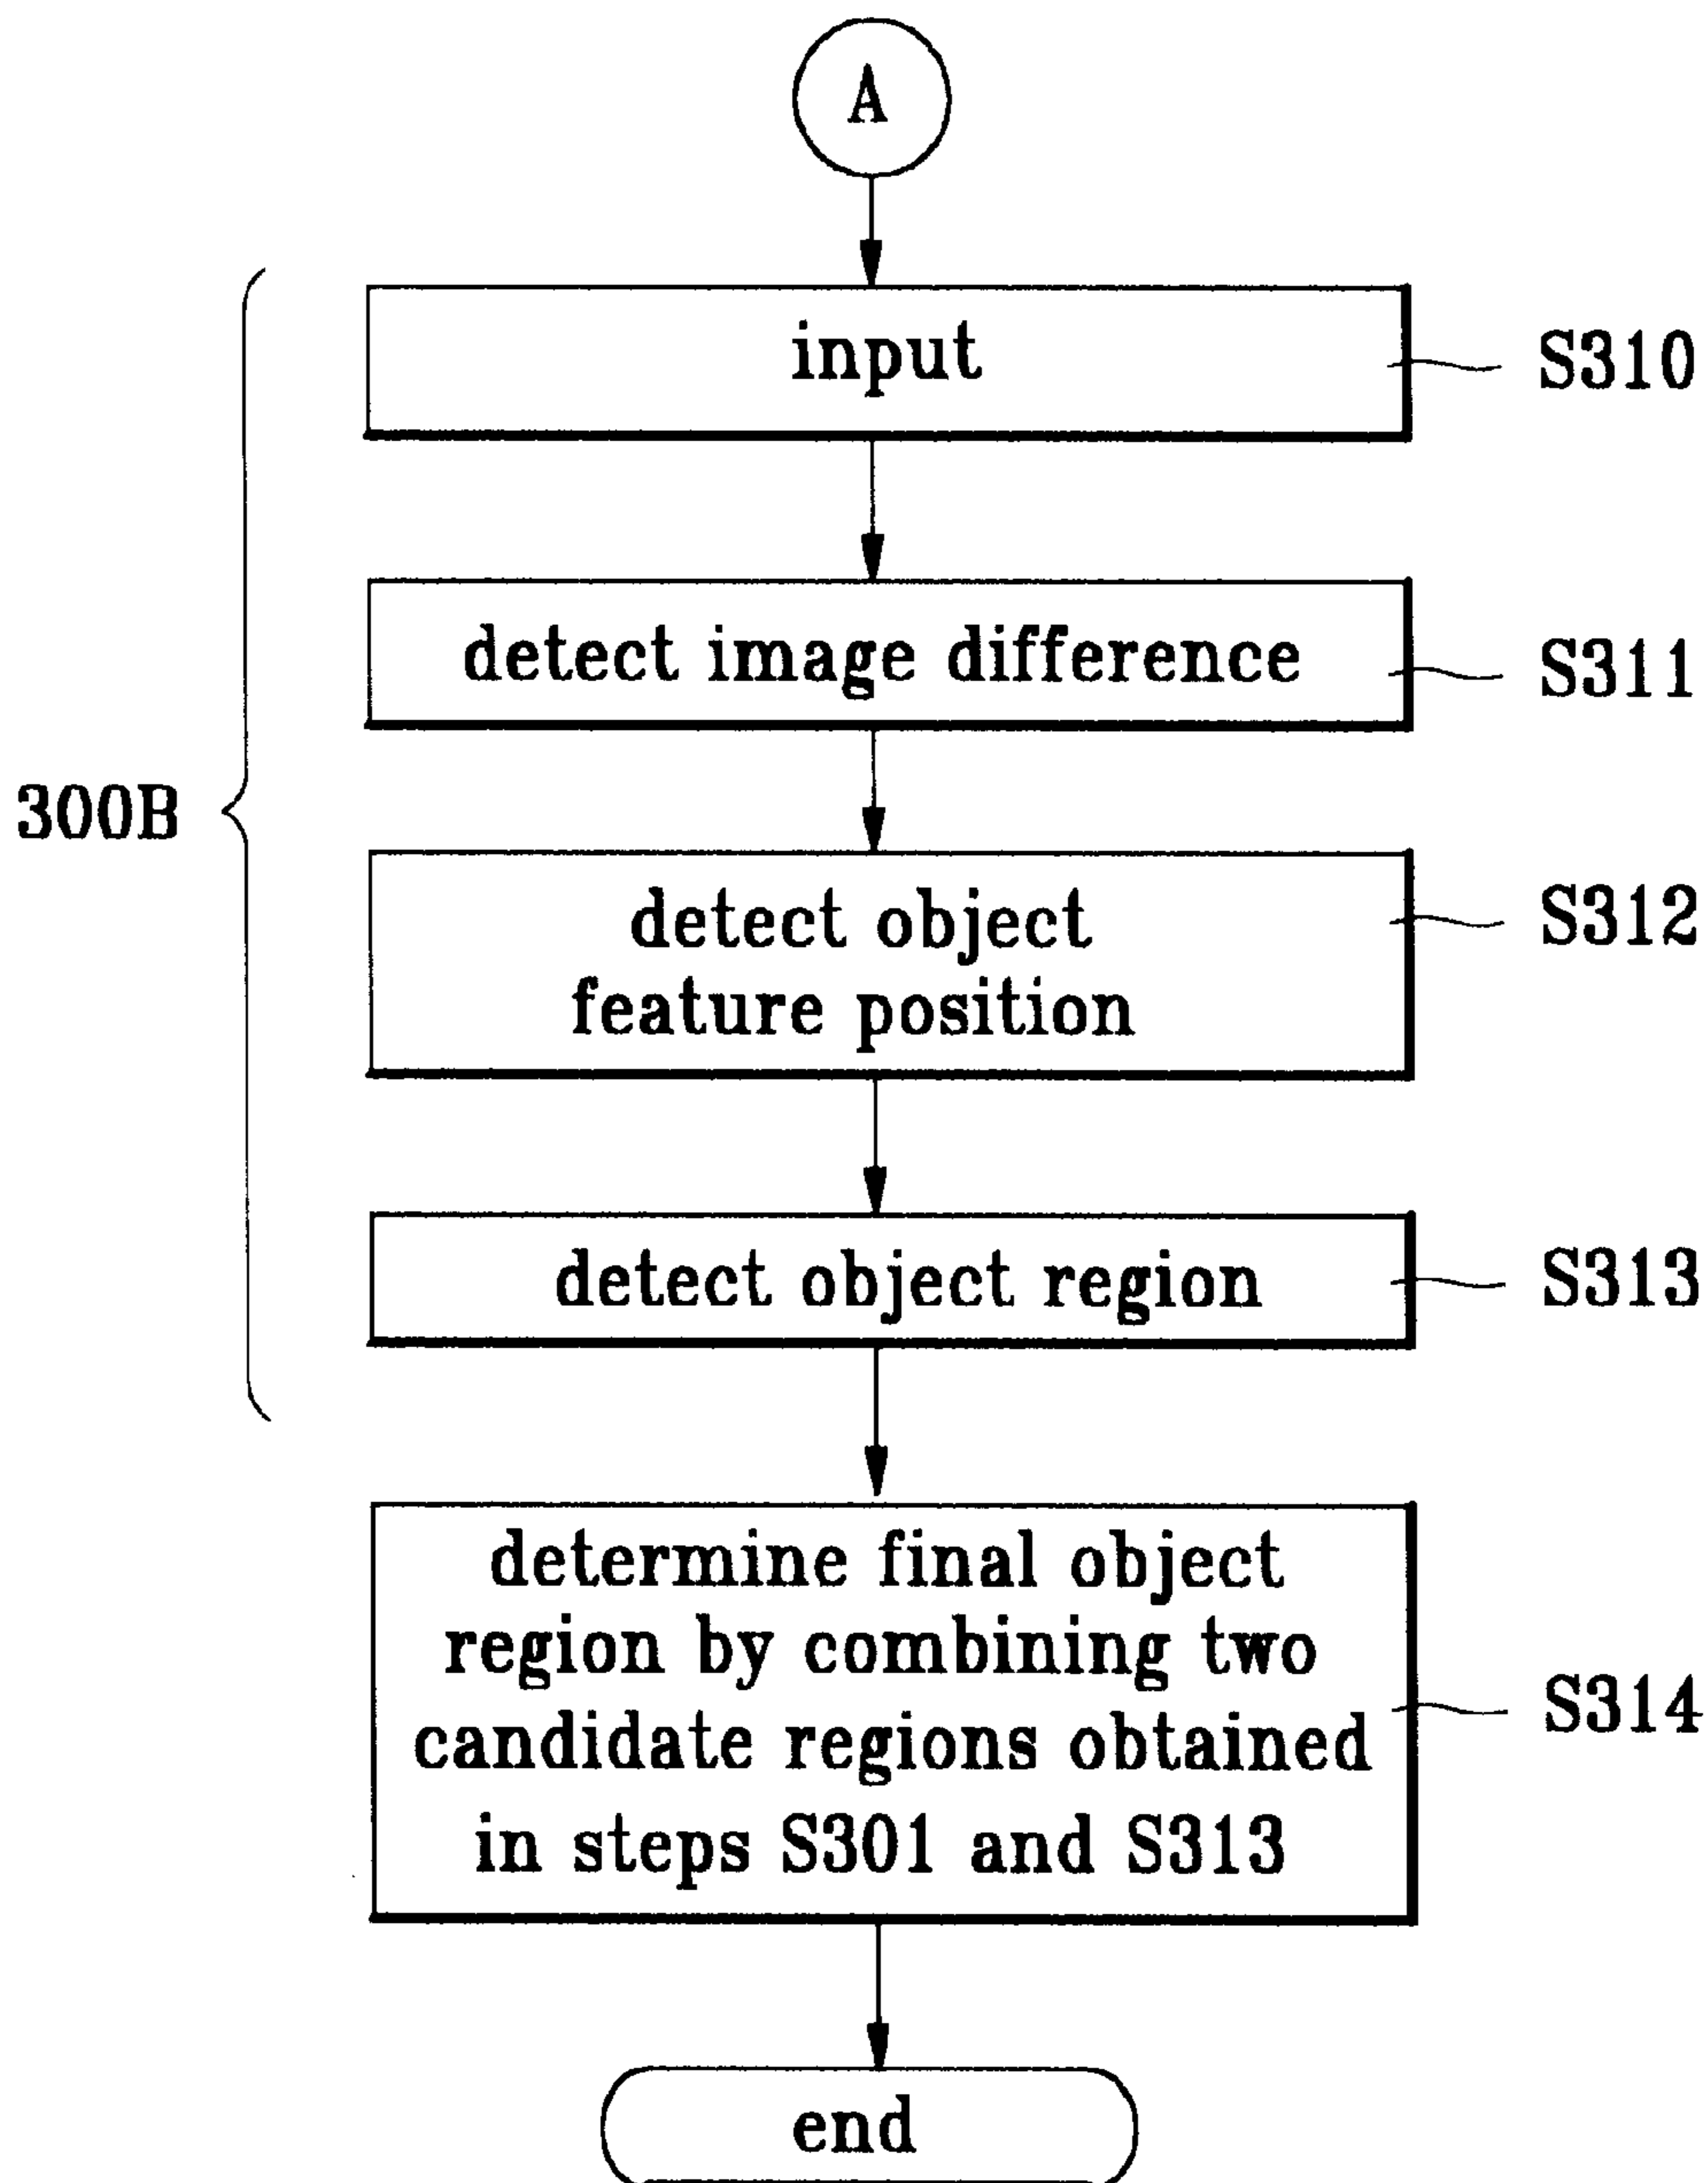 A
input
S310
detect image difference
S311
300B
detect object
feature position
S312
detect object region
S313
determine final object
region by combining two
candidate regions obtained
in steps S301 and S313
S314
end